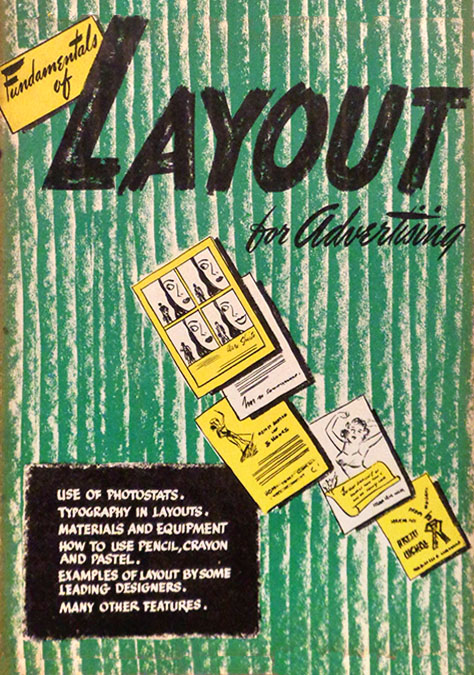 Fundamentals
of
LAYOUT
for Advertising
USE OF PHOTOSTATS.
TYPOGRAPHY IN LAYOUTS.
MATERIALS AND EQUIPMENT
HOW TO USE PENCIL, CRAYON
AND PASTEL.
EXAMPLES OF LAYOUT BY SOME
LEADING DESIGNERS.
MANY OTHER FEATURES.